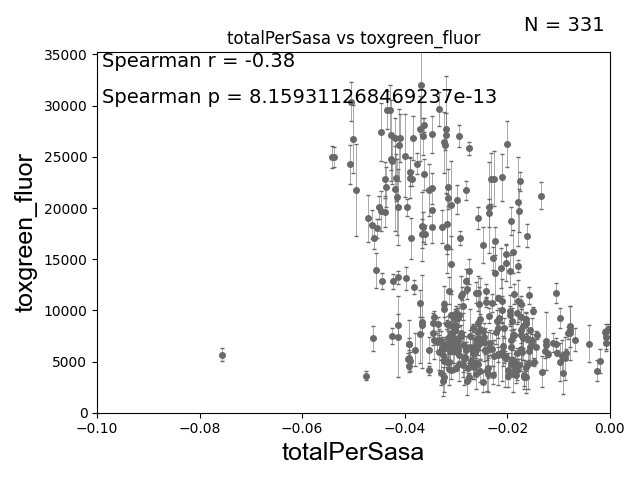 N = 331
totalPerSasa vs toxgreen_fluor
Spearman r = -0.38
Spearman p = 8.159311268469237e-13
35000
30000
25000
20000
15000
10000
5000
0
toxgreen_fluor
−0.10
−0.08
−0.06
−0.04
−0.02
0.00
totalPerSasa